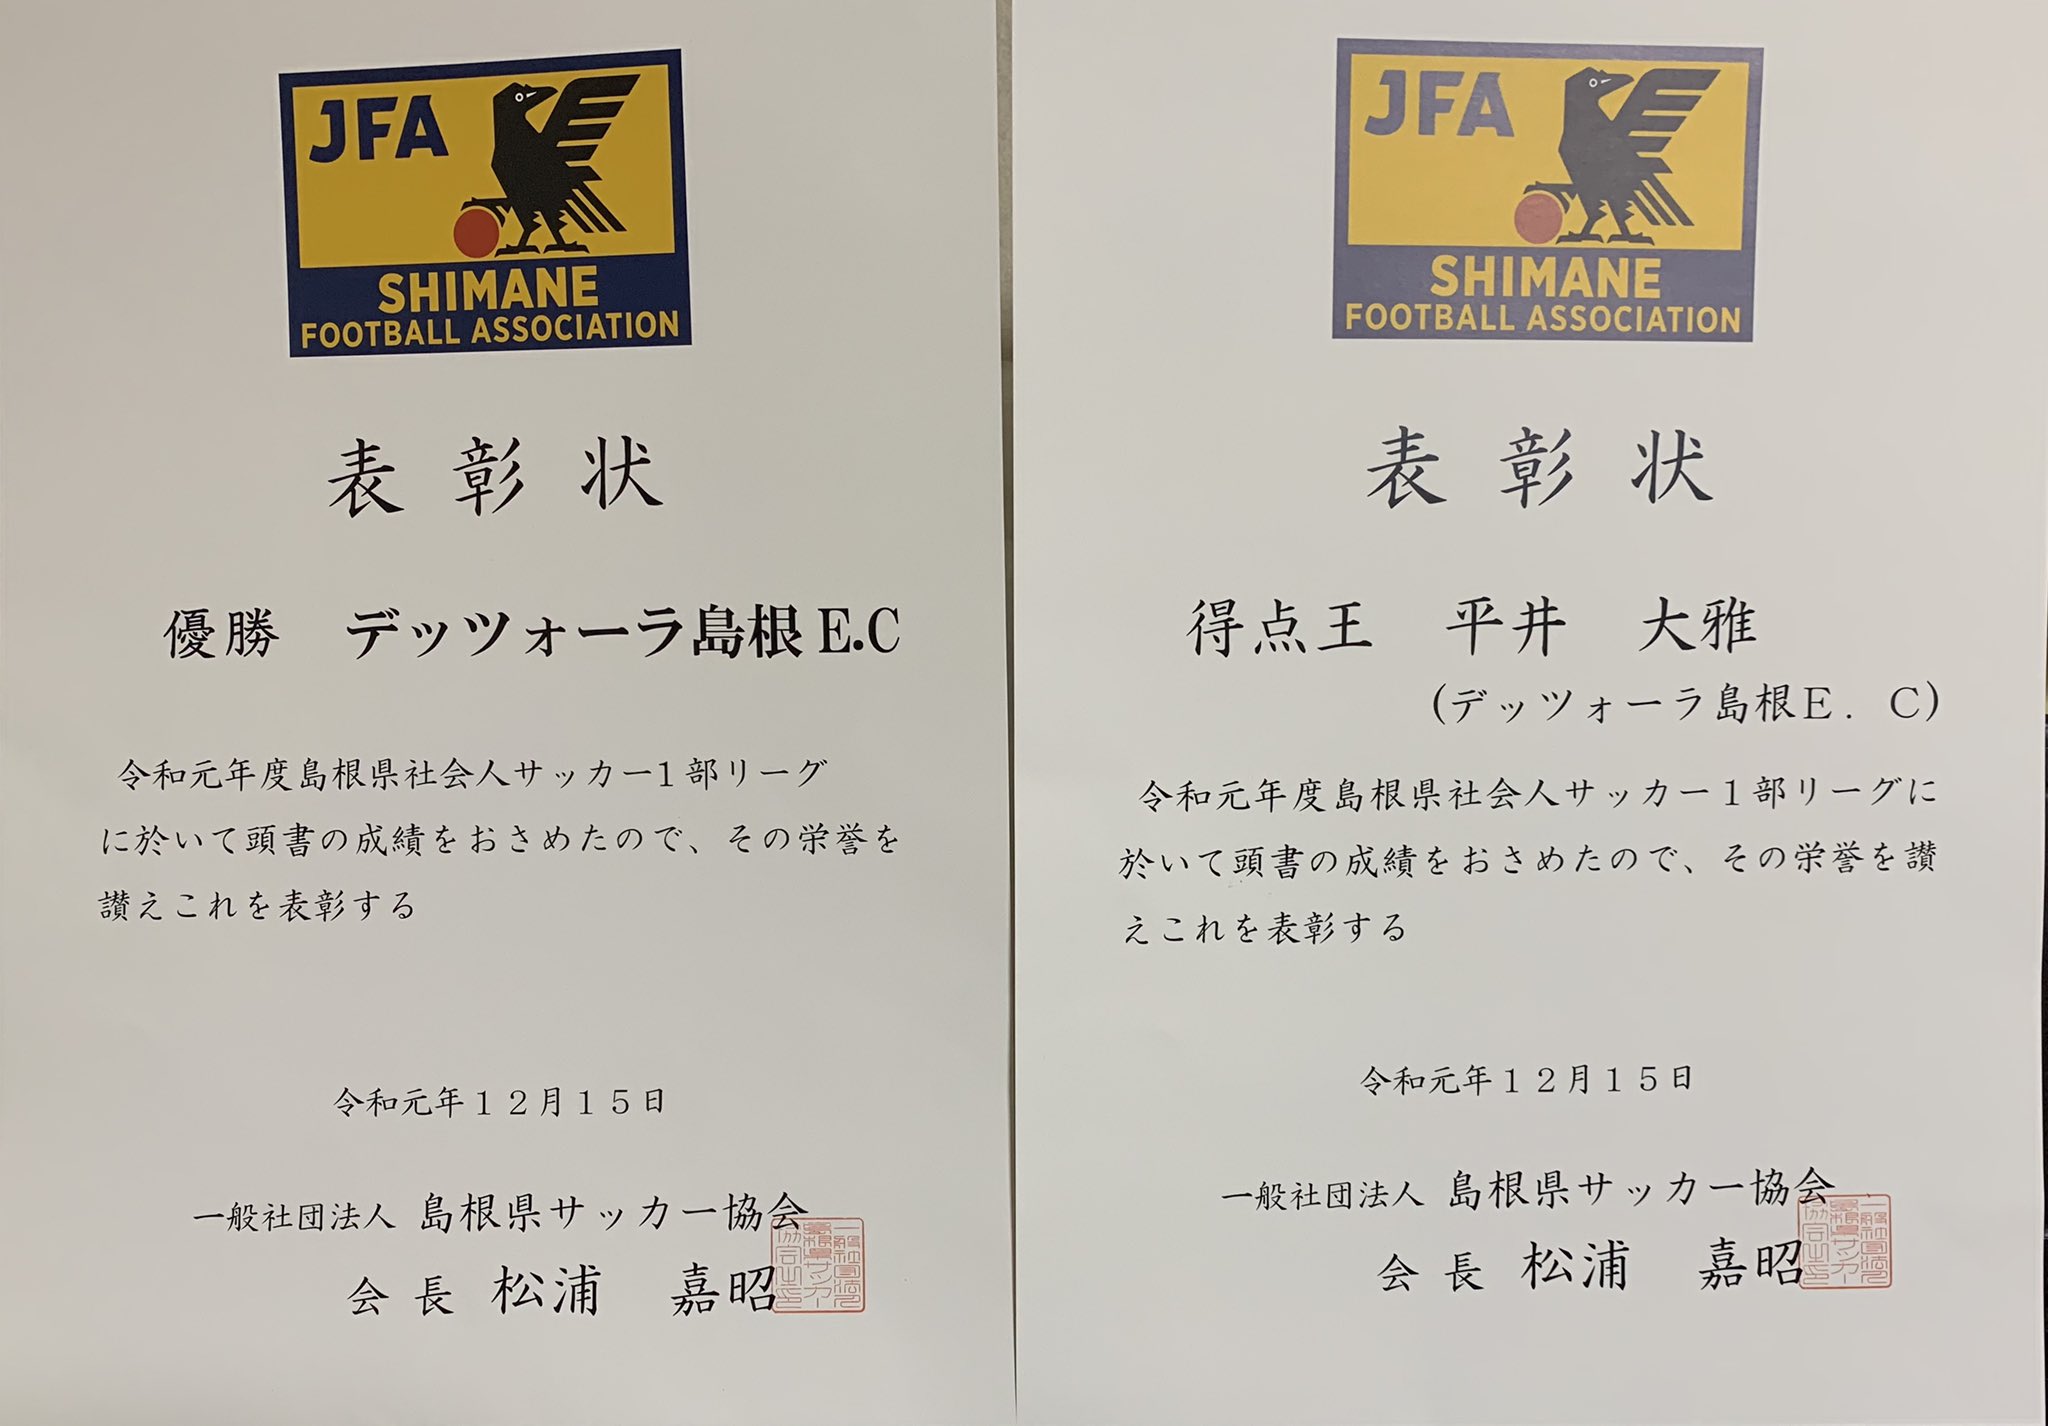 JFA
SHIMANE
FOOTBALL ASSOCIATION
表彰状
優勝 デッツォーラ島根E.C
令和元年度島根県社会人サッカー1部リーグ
に於いて頭書の成績をおさめたので、その栄誉を
讃えこれを表彰する
令和元年12月15日
一般社団法人 島根県サッカー協会
会長 松浦 嘉昭
JFA
SHIMANE
FOOTBALL ASSOCIATION
表彰状
得点王 平井 大雅
(デッツォーラ島根E.C)
令和元年度島根県社会人サッカー1部リーグに
於いて頭書の成績をおさめたので、その栄誉を讃
えこれを表彰する
令和元年12月15日
一般社団法人 島根県サッカー協会
会長 松浦 嘉昭